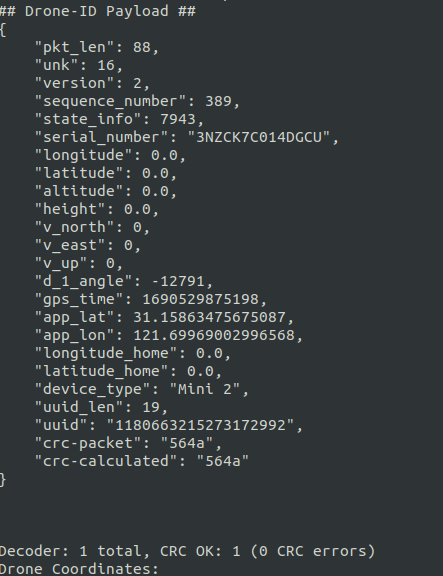 ## Drone-ID Payload ##
{
"pkt_len": 88,
"unk": 16,
"version": 2,
"sequence_number": 389,
"state_info": 7943,
"serial_number": "3NZCK7C014DGCU",
"longitude": 0.0,
"latitude": 0.0,
"altitude": 0.0,
"height": 0.0,
"v_north": 0,
"v_east": 0,
"v_up": 0,
"d_1_angle": -12791,
"gps_time": 1690529875198,
"app_lat": 31.15863475675087,
"app_lon": 121.69969002996568,
"longitude_home": 0.0,
"latitude_home": 0.0,
"device_type": "Mini 2",
"uuid_len": 19,
"uuid": "1180663215273172992",
"crc-packet": "564a",
"crc-calculated": "564a"
}
Decoder: 1 total, CRC OK: 1 (0 CRC errors)
Drone Coordinates: